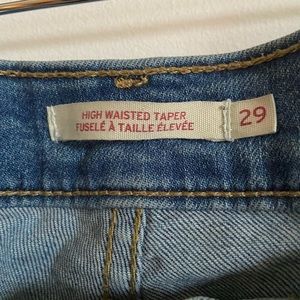 HIGH WAISTED TAPER
FUSELÉ À TAILLE ÉLEVÉE
29